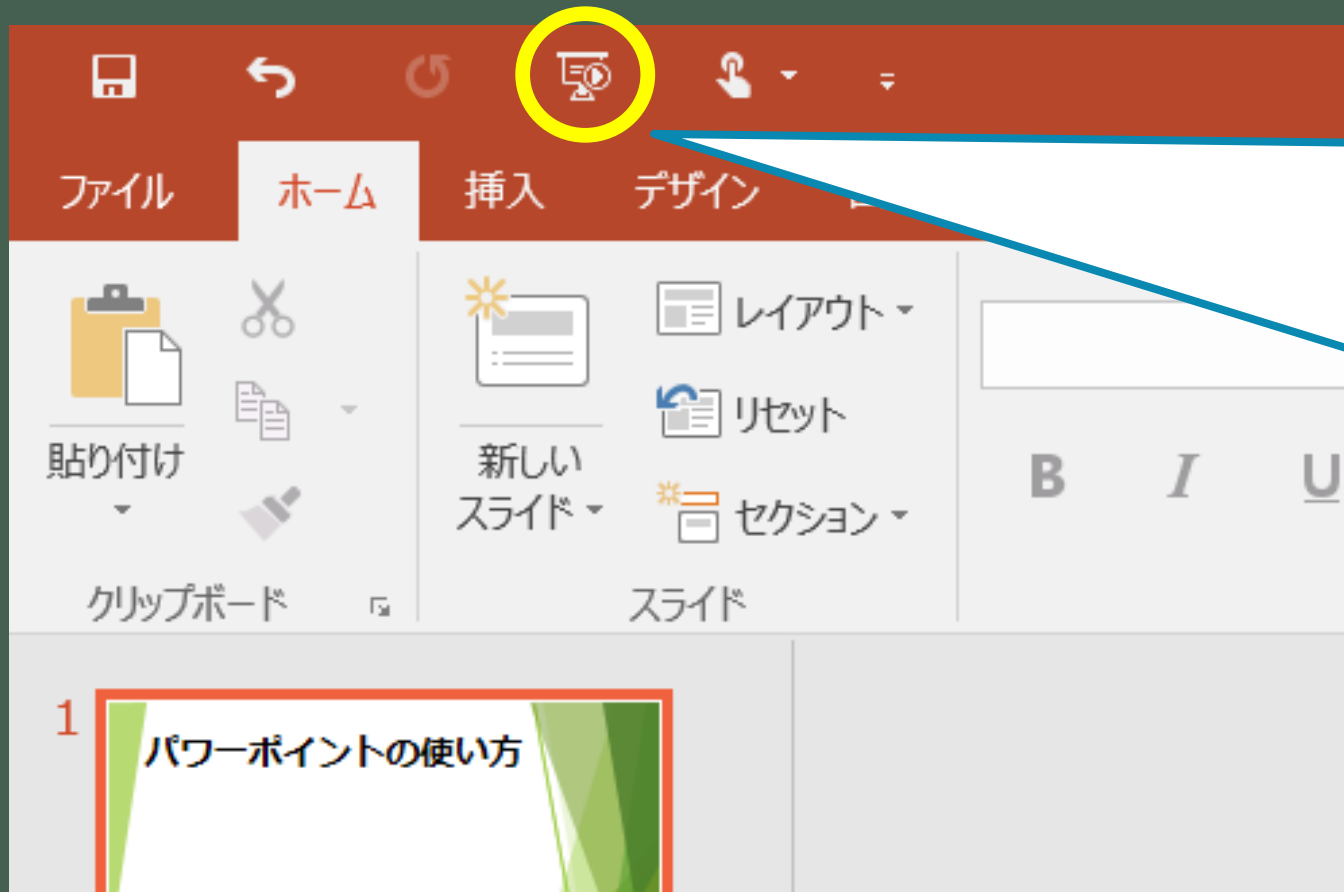 ファイル ホーム 挿入 デザイン
レイアウト
リセット
B I U
貼り付け
新しい
スライド
セクション
クリップボード スライド
1
パワーポイントの使い方